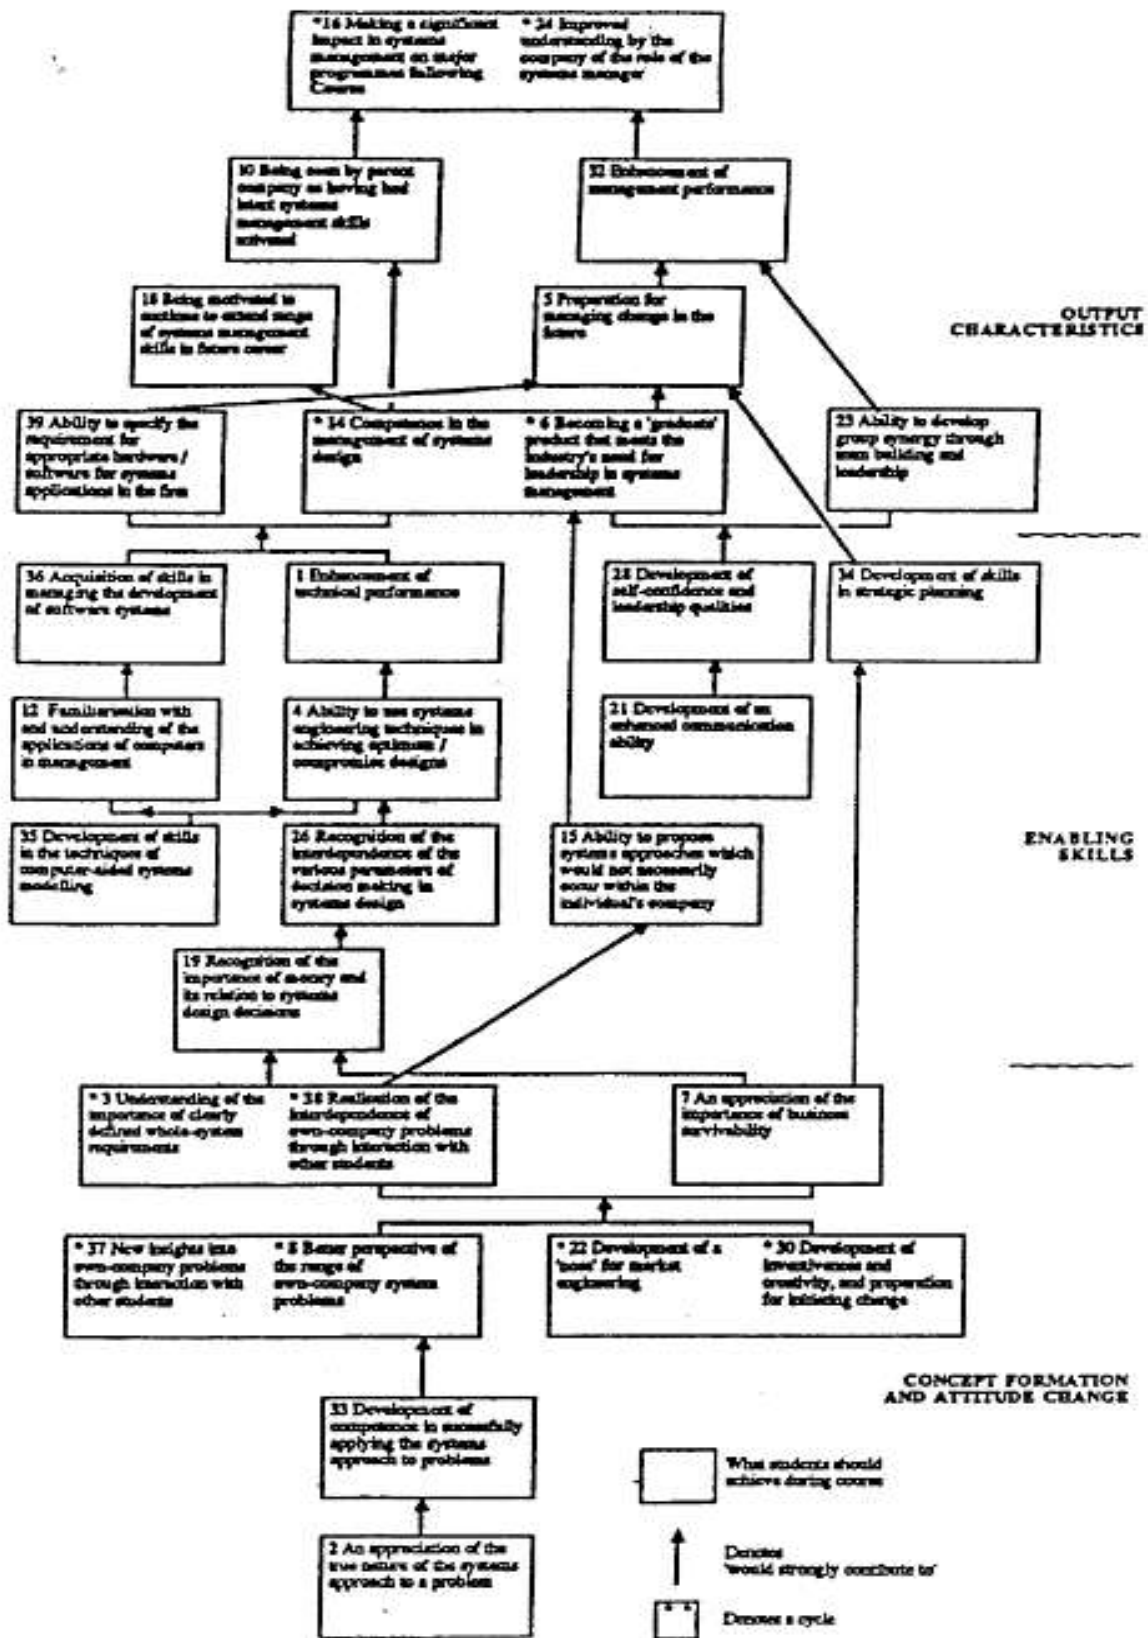 * 16 Making a significant
impact in systems
management on major
programmes following
Course
* 24 Improved
understanding by the
company of the role of the
systems manager
10 Being seen by parent
company as having had
latent systems
management skills
activated
32 Enhancement of
management performance
18 Being motivated to
continue to extend range
of systems management
skills in future career
5 Preparation for
managing change in the
future
OUTPUT
CHARACTERISTICS
39 Ability to specify the
requirement for
appropriate hardware /
software for systems
applications in the firm
* 14 Competence in the
management of systems
design
* 6 Becoming a 'graduate'
product that meets the
industry's need for
leadership in systems
management
23 Ability to develop
group synergy through
team building and
leadership
36 Acquisition of skills in
managing the development
of software systems
1 Enhancement of
technical performance
28 Development of
self-confidence and
leadership qualities
34 Development of skills
in strategic planning
12 Familiarisation with
and understanding of the
applications of computers
in management
4 Ability to use systems
engineering techniques in
achieving optimum /
compromise designs
21 Development of an
enhanced communication
ability
35 Development of skills
in the techniques of
computer-aided systems
modelling
26 Recognition of the
interdependence of the
various parameters of
decision making in
systems design
15 Ability to propose
systems approaches which
would not necessarily
occur within the
individual's company
ENABLING
SKILLS
19 Recognition of the
importance of money and
its relation to systems
design decisions
* 3 Understanding of the
importance of clearly
defined whole-system
requirements
* 38 Realisation of the
interdependence of
own-company problems
through interaction with
other students
7 An appreciation of the
importance of business
survivability
* 37 New insights into
own-company problems
through interaction with
other students
* 8 Better perspective of
the range of
own-company system
problems
* 22 Development of a
'nose' for market
engineering
* 30 Development of
inventiveness and
creativity, and preparation
for initiating change
CONCEPT FORMATION
AND ATTITUDE CHANGE
33 Development of
competence in successfully
applying the systems
approach to problems
2 An appreciation of the
true nature of the systems
approach to a problem
What students should
achieve during course
Denotes
'would strongly contribute to'
* *
Denotes a cycle